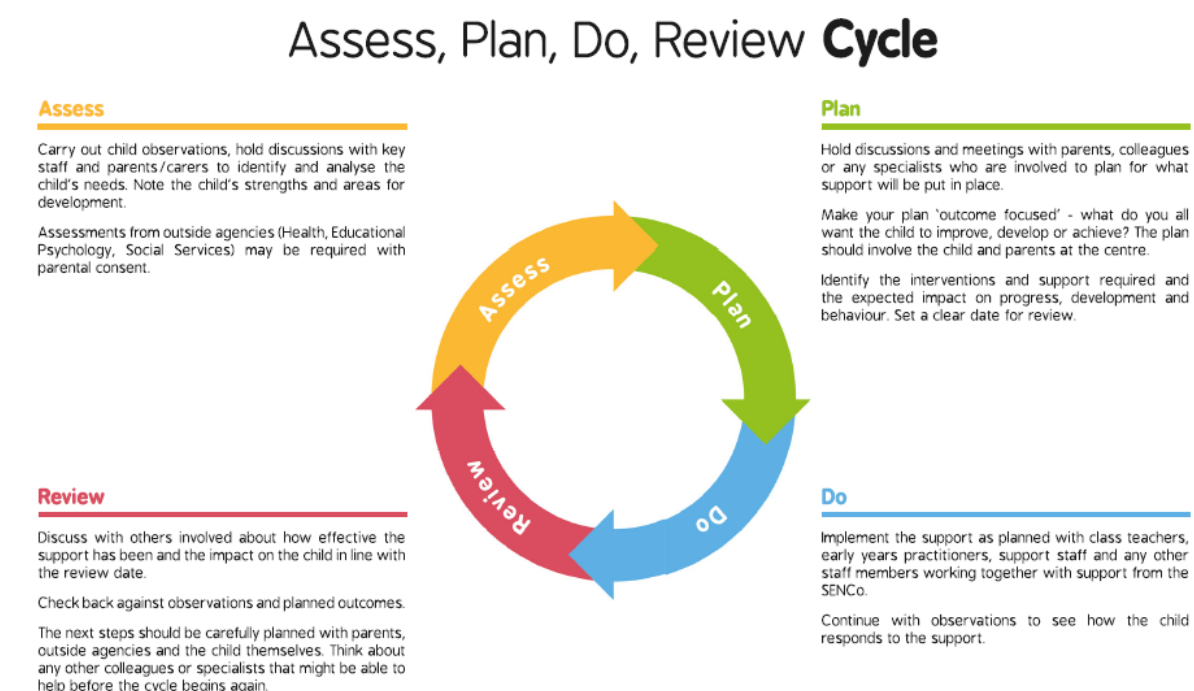 Assess, Plan, Do, Review Cycle
Assess
Carry out child observations, hold discussions with key
staff and parents/carers to identify and analyse the
child's needs. Note the child's strengths and areas for
development.
Assessments from outside agencies (Health, Educational
Psychology, Social Services) may be required with
parental consent.
Plan
Hold discussions and meetings with parents, colleagues
or any specialists who are involved to plan for what
support will be put in place.
Make your plan 'outcome focused' - what do you all
want the child to improve, develop or achieve? The plan
should involve the child and parents at the centre.
Identify the interventions and support required and
the expected impact on progress, development and
behaviour. Set a clear date for review.
Assess
Plan
Do
Review
Review
Discuss with others involved about how effective the
support has been and the impact on the child in line with
the review date.
Check back against observations and planned outcomes.
The next steps should be carefully planned with parents,
outside agencies and the child themselves. Think about
any other colleagues or specialists that might be able to
help before the cycle begins again.
Do
Implement the support as planned with class teachers,
early years practitioners, support staff and any other
staff members working together with support from the
SENCo.
Continue with observations to see how the child
responds to the support.